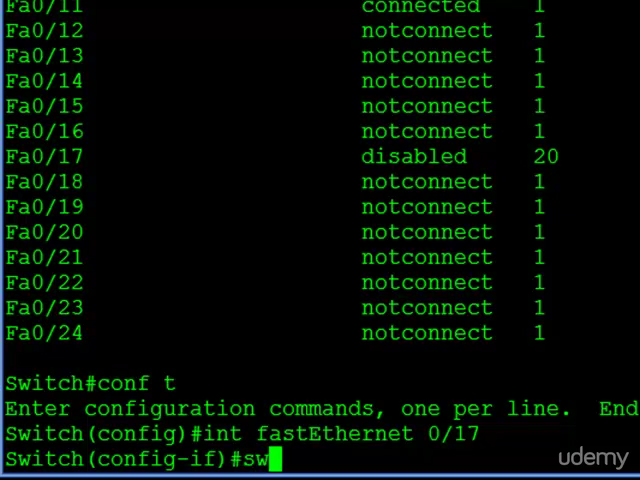 Fa0/11 connected 1
Fa0/12 notconnect 1
Fa0/13 notconnect 1
Fa0/14 notconnect 1
Fa0/15 notconnect 1
Fa0/16 notconnect 1
Fa0/17 disabled 20
Fa0/18 notconnect 1
Fa0/19 notconnect 1
Fa0/20 notconnect 1
Fa0/21 notconnect 1
Fa0/22 notconnect 1
Fa0/23 notconnect 1
Fa0/24 notconnect 1
Switch#conf t
Enter configuration commands, one per line. End
Switch(config)#int fastEthernet 0/17
Switch(config-if)#sw
udemy